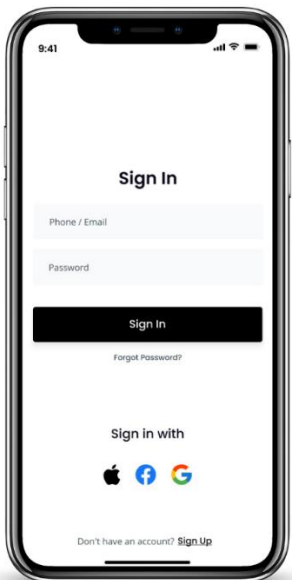 9:41
Sign In
Phone / Email
Password
Sign In
Forgot Password?
Sign in with
Don't have an account? Sign Up